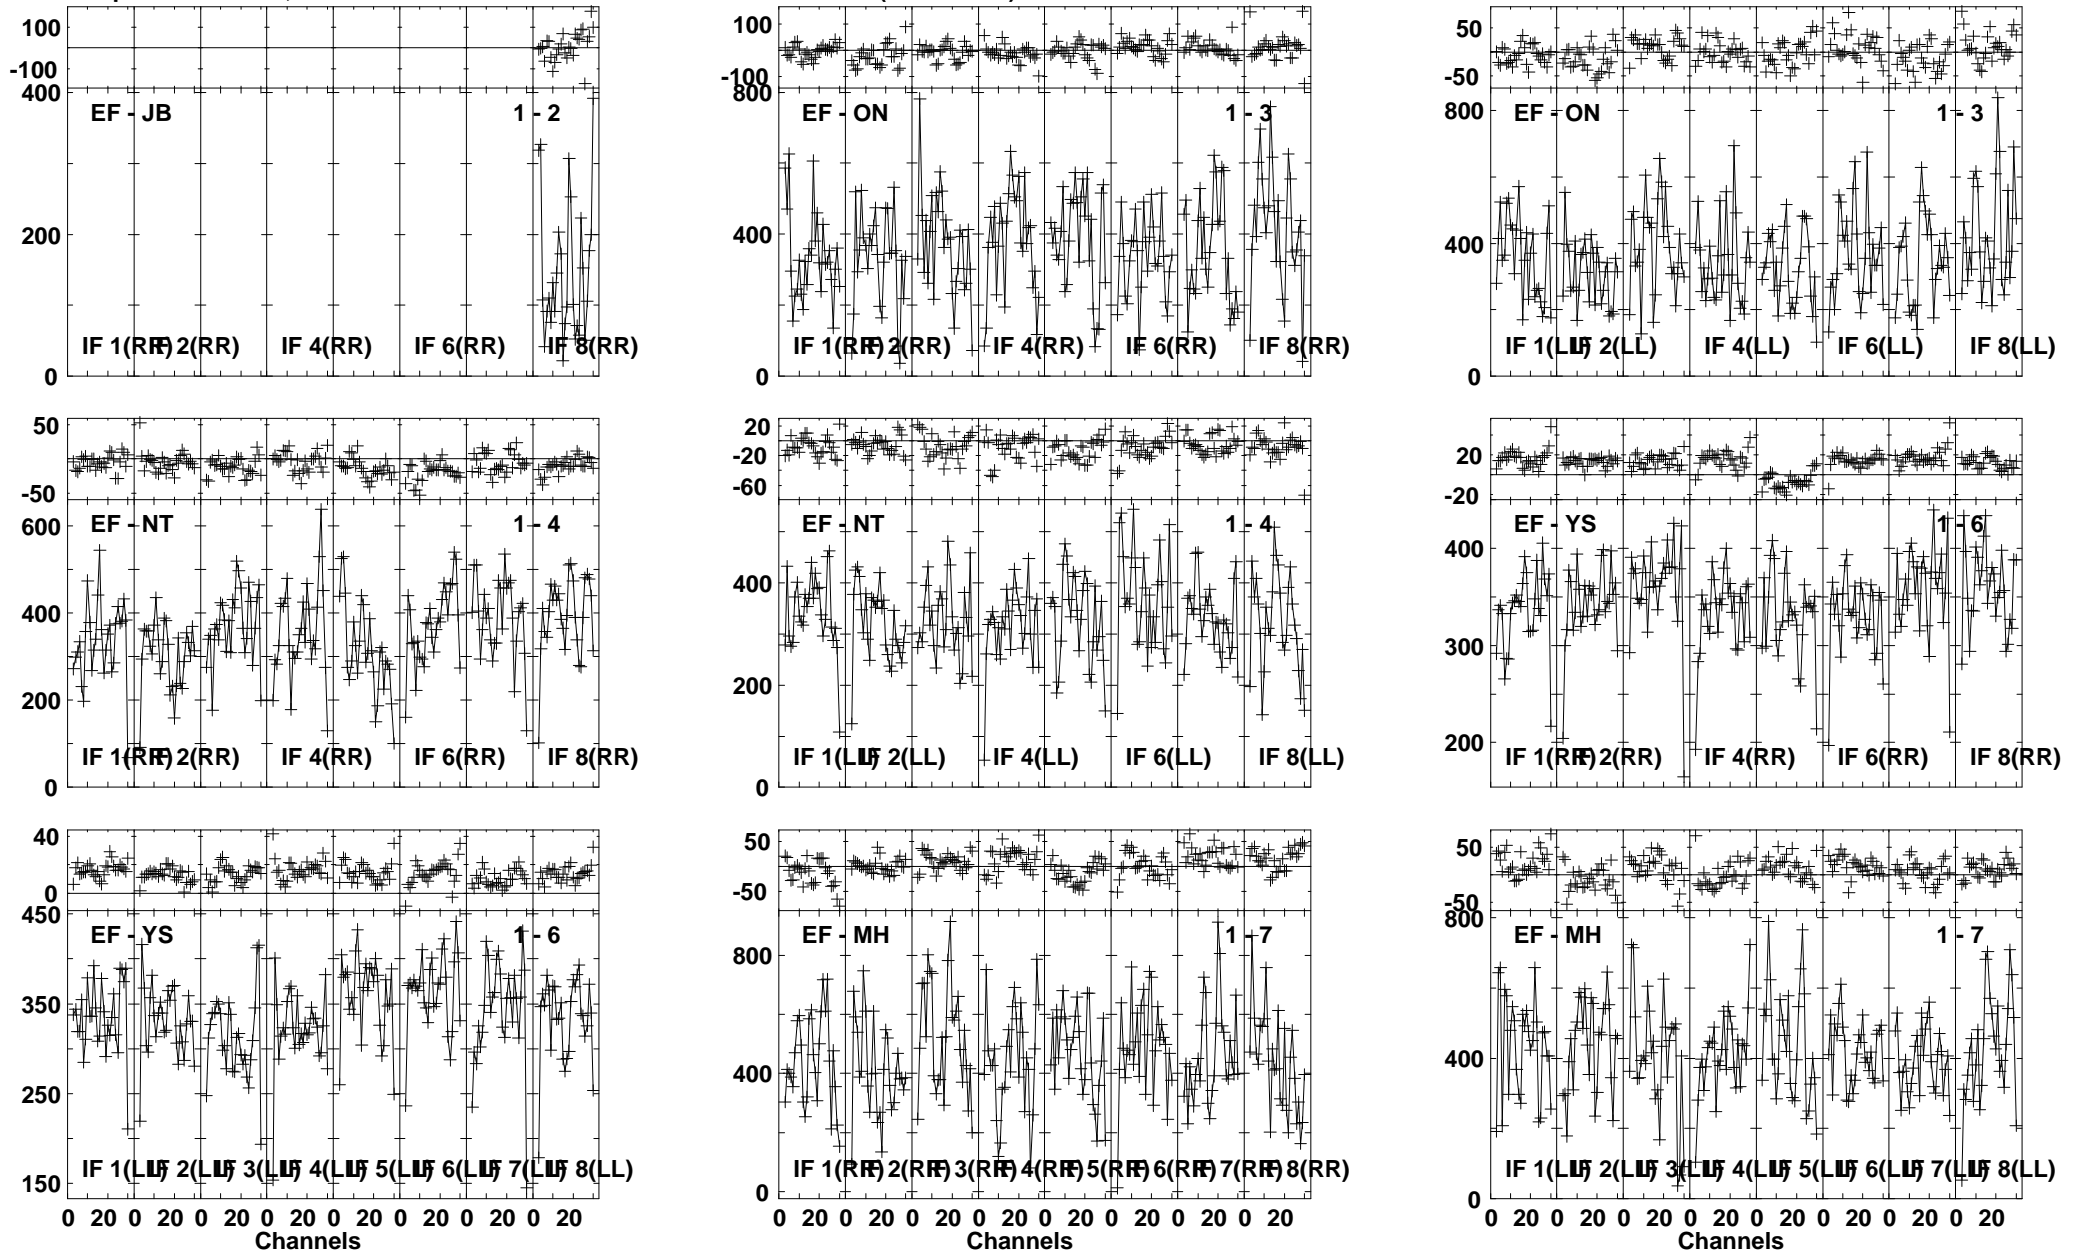 100
-100
400
200
0
EF - JB 1 - 2
IF 1(RR) IF 2(RR) IF 4(RR) IF 6(RR) IF 8(RR)
100
-100
800
400
0
EF - ON 1 - 3
IF 1(RR) IF 2(RR) IF 4(RR) IF 6(RR) IF 8(RR)
50
-50
800
400
0
EF - ON 1 - 3
IF 1(LL) IF 2(LL) IF 4(LL) IF 6(LL) IF 8(LL)
50
-50
600
400
200
0
EF - NT 1 - 4
IF 1(RR) IF 2(RR) IF 4(RR) IF 6(RR) IF 8(RR)
20
-20
-60
400
200
0
EF - NT 1 - 4
IF 1(LL) IF 2(LL) IF 4(LL) IF 6(LL) IF 8(LL)
20
-20
400
300
200
EF - YS 1 - 6
IF 1(RR) IF 2(RR) IF 4(RR) IF 6(RR) IF 8(RR)
40
0
450
350
250
150
EF - YS 1 - 6
IF 1(LL) IF 2(LL) IF 3(LL) IF 4(LL) IF 5(LL) IF 6(LL) IF 7(LL) IF 8(LL)
0 20 0 20 0 20 0 20 0 20 0 20 0 20 0 20
Channels
50
-50
800
400
0
EF - MH 1 - 7
IF 1(RR) IF 2(RR) IF 3(RR) IF 4(RR) IF 5(RR) IF 6(RR) IF 7(RR) IF 8(RR)
0 20 0 20 0 20 0 20 0 20 0 20 0 20 0 20
Channels
50
-50
800
400
0
EF - MH 1 - 7
IF 1(LL) IF 2(LL) IF 3(LL) IF 4(LL) IF 5(LL) IF 6(LL) IF 7(LL) IF 8(LL)
0 20 0 20 0 20 0 20 0 20 0 20 0 20 0 20
Channels